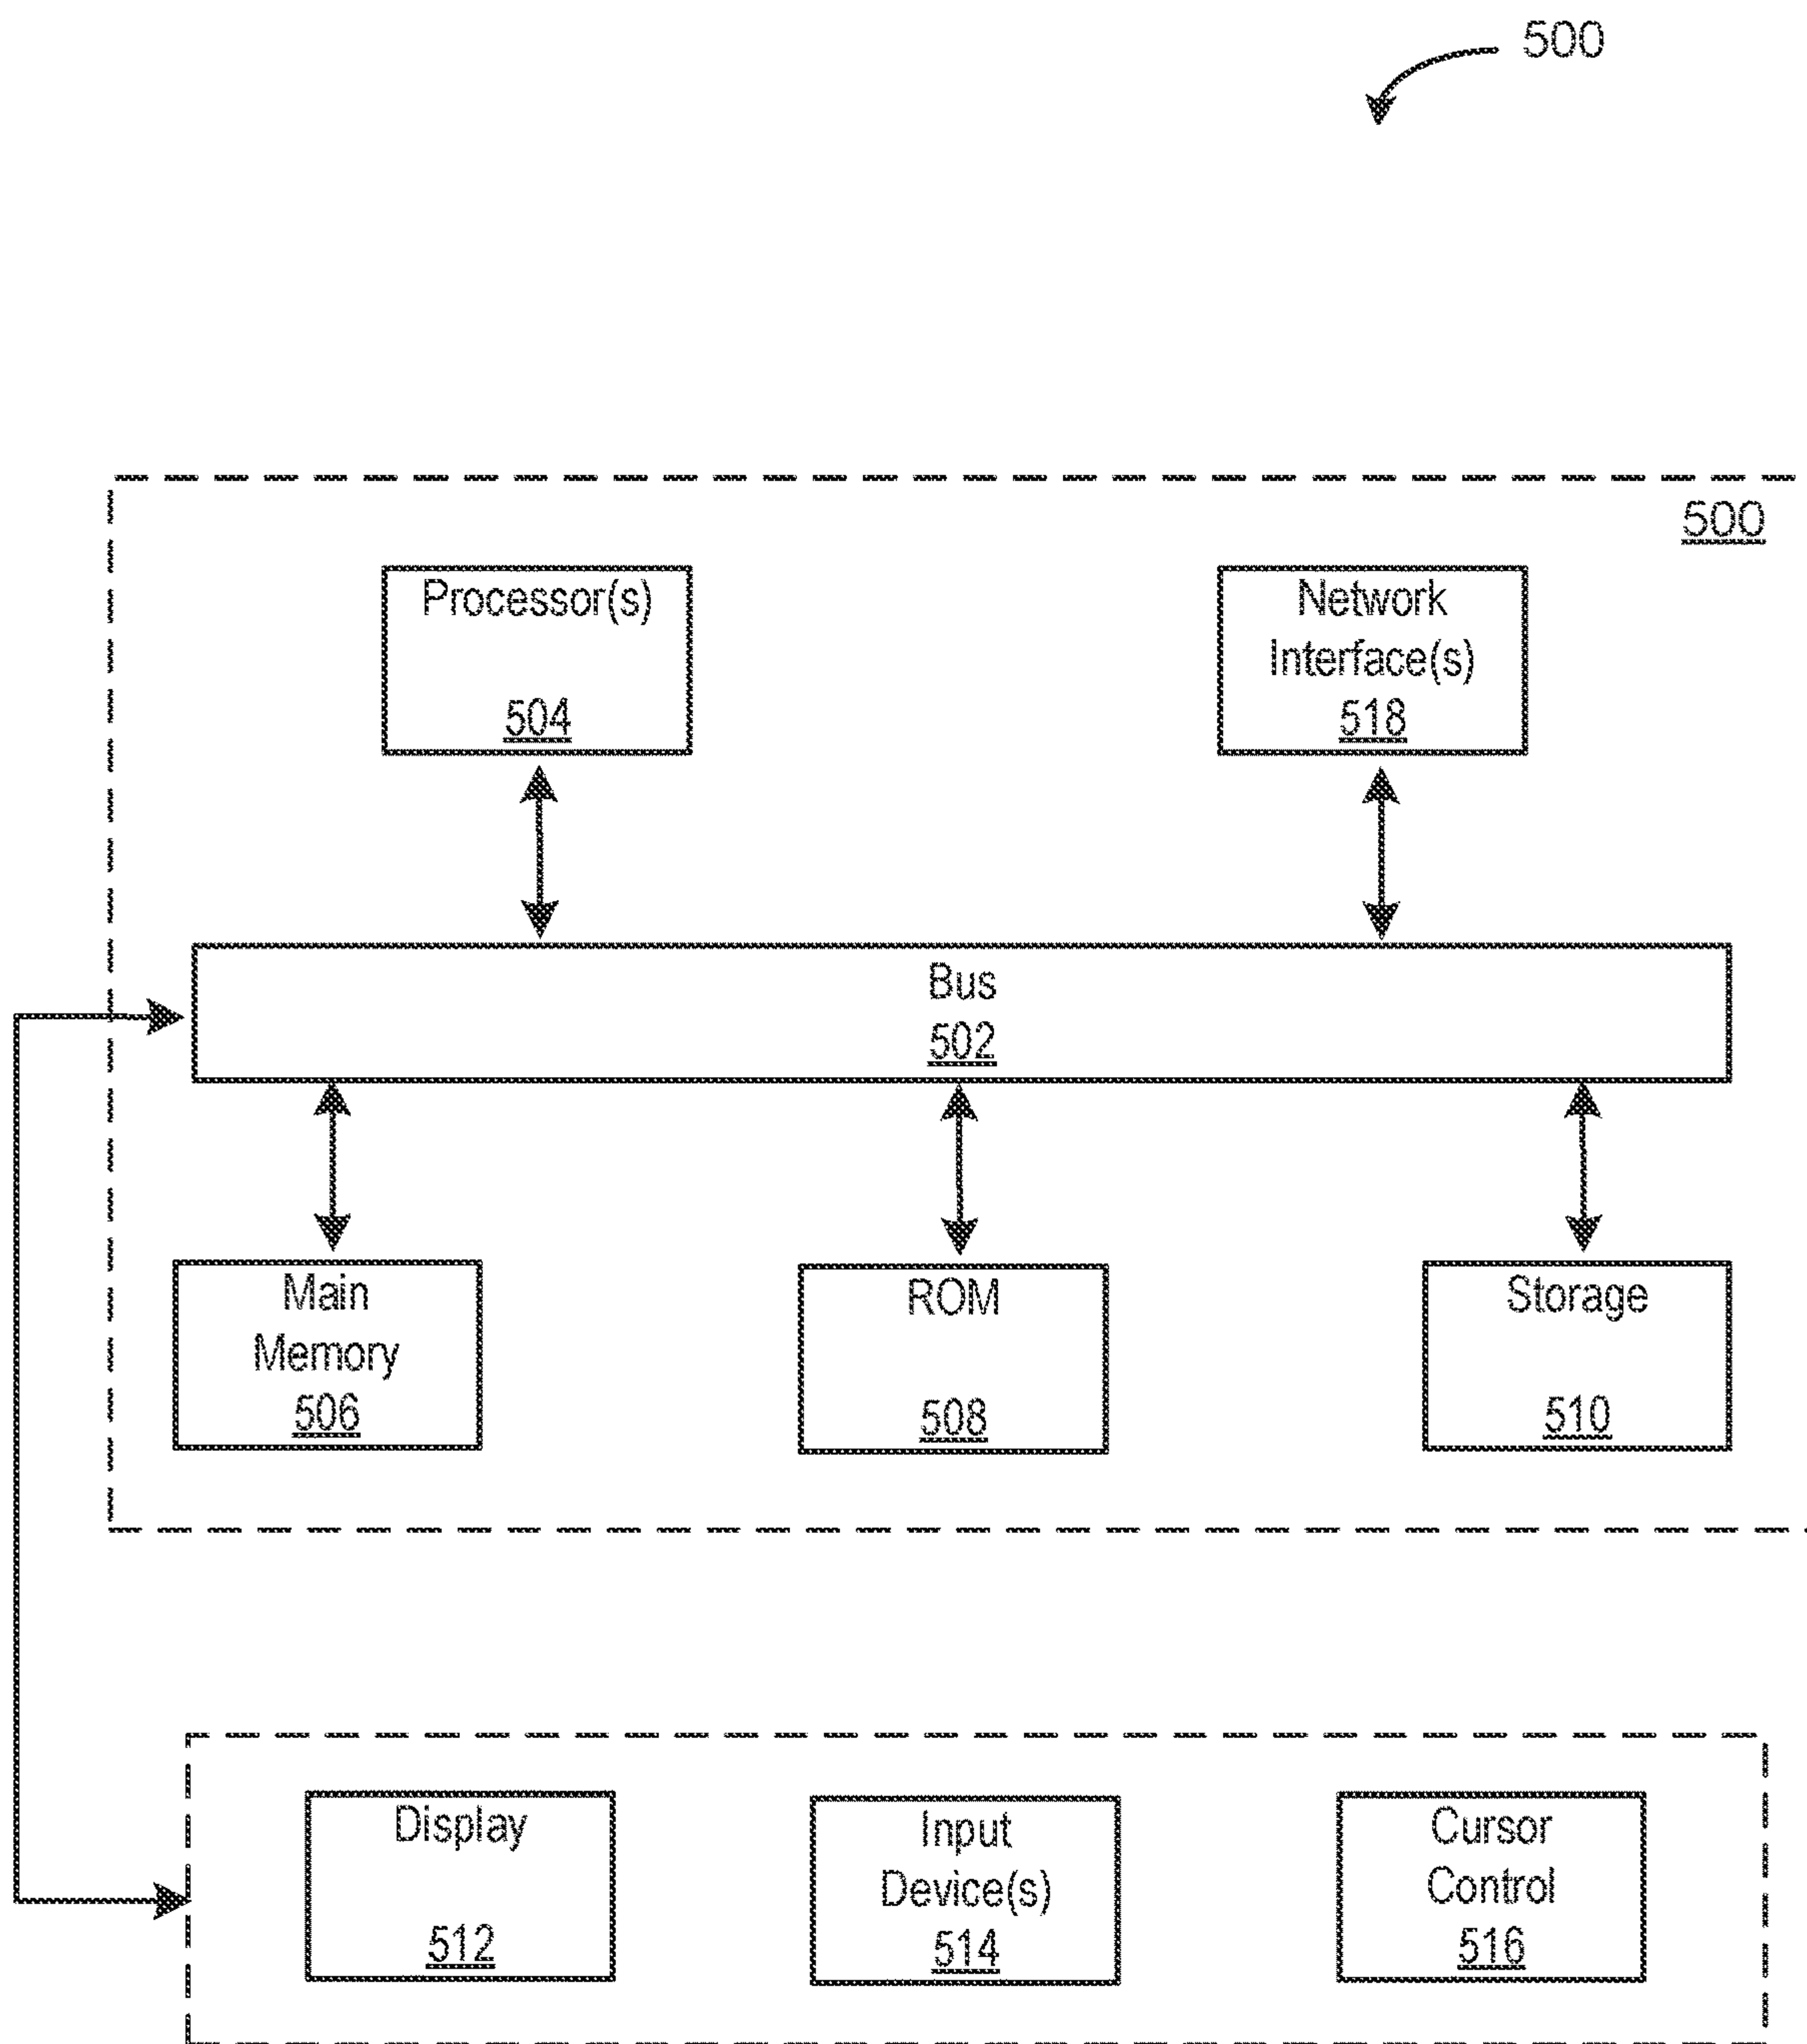 500
500
Processor(s)
504
Network
Interface(s)
518
Bus
502
Main
Memory
506
ROM
508
Storage
510
Display
512
Input
Device(s)
514
Cursor
Control
516